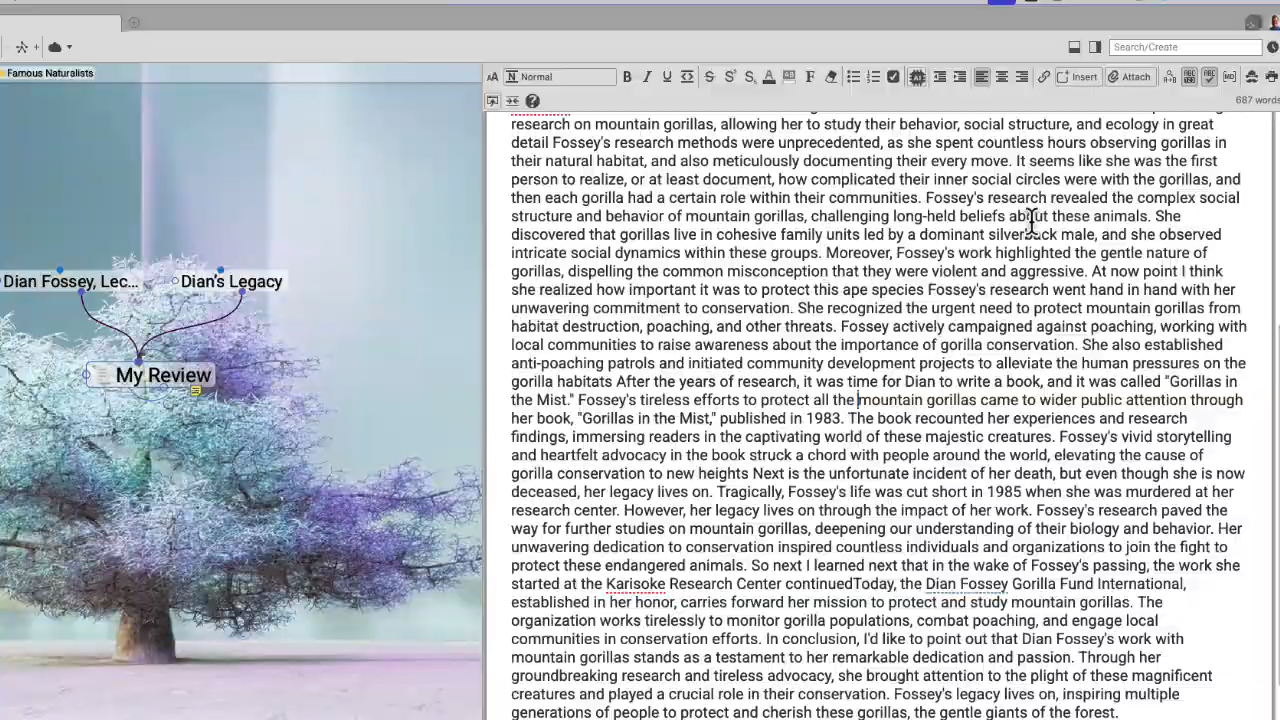 Search/Create
Famous Naturalists
Normal
B I U S S S F
Insert
Attach
687 words
research on mountain gorillas, allowing her to study their behavior, social structure, and ecology in great
detail Fossey's research methods were unprecedented, as she spent countless hours observing gorillas in
their natural habitat, and also meticulously documenting their every move. It seems like she was the first
person to realize, or at least document, how complicated their inner social circles were with the gorillas, and
then each gorilla had a certain role within their communities. Fossey's research revealed the complex social
structure and behavior of mountain gorillas, challenging long-held beliefs about these animals. She
discovered that gorillas live in cohesive family units led by a dominant silverback male, and she observed
intricate social dynamics within these groups. Moreover, Fossey's work highlighted the gentle nature of
gorillas, dispelling the common misconception that they were violent and aggressive. At now point I think
she realized how important it was to protect this ape species Fossey's research went hand in hand with her
unwavering commitment to conservation. She recognized the urgent need to protect mountain gorillas from
habitat destruction, poaching, and other threats. Fossey actively campaigned against poaching, working with
local communities to raise awareness about the importance of gorilla conservation. She also established
anti-poaching patrols and initiated community development projects to alleviate the human pressures on the
gorilla habitats After the years of research, it was time for Dian to write a book, and it was called "Gorillas in
the Mist." Fossey's tireless efforts to protect all the mountain gorillas came to wider public attention through
her book, "Gorillas in the Mist," published in 1983. The book recounted her experiences and research
findings, immersing readers in the captivating world of these majestic creatures. Fossey's vivid storytelling
and heartfelt advocacy in the book struck a chord with people around the world, elevating the cause of
gorilla conservation to new heights Next is the unfortunate incident of her death, but even though she is now
deceased, her legacy lives on. Tragically, Fossey's life was cut short in 1985 when she was murdered at her
research center. However, her legacy lives on through the impact of her work. Fossey's research paved the
way for further studies on mountain gorillas, deepening our understanding of their biology and behavior. Her
unwavering dedication to conservation inspired countless individuals and organizations to join the fight to
protect these endangered animals. So next I learned next that in the wake of Fossey's passing, the work she
started at the Karisoke Research Center continuedToday, the Dian Fossey Gorilla Fund International,
established in her honor, carries forward her mission to protect and study mountain gorillas. The
organization works tirelessly to monitor gorilla populations, combat poaching, and engage local
communities in conservation efforts. In conclusion, I'd like to point out that Dian Fossey's work with
mountain gorillas stands as a testament to her remarkable dedication and passion. Through her
groundbreaking research and tireless advocacy, she brought attention to the plight of these magnificent
creatures and played a crucial role in their conservation. Fossey's legacy lives on, inspiring multiple
generations of people to protect and cherish these gorillas, the gentle giants of the forest.
Dian Fossey, Lec...
Dian's Legacy
My Review